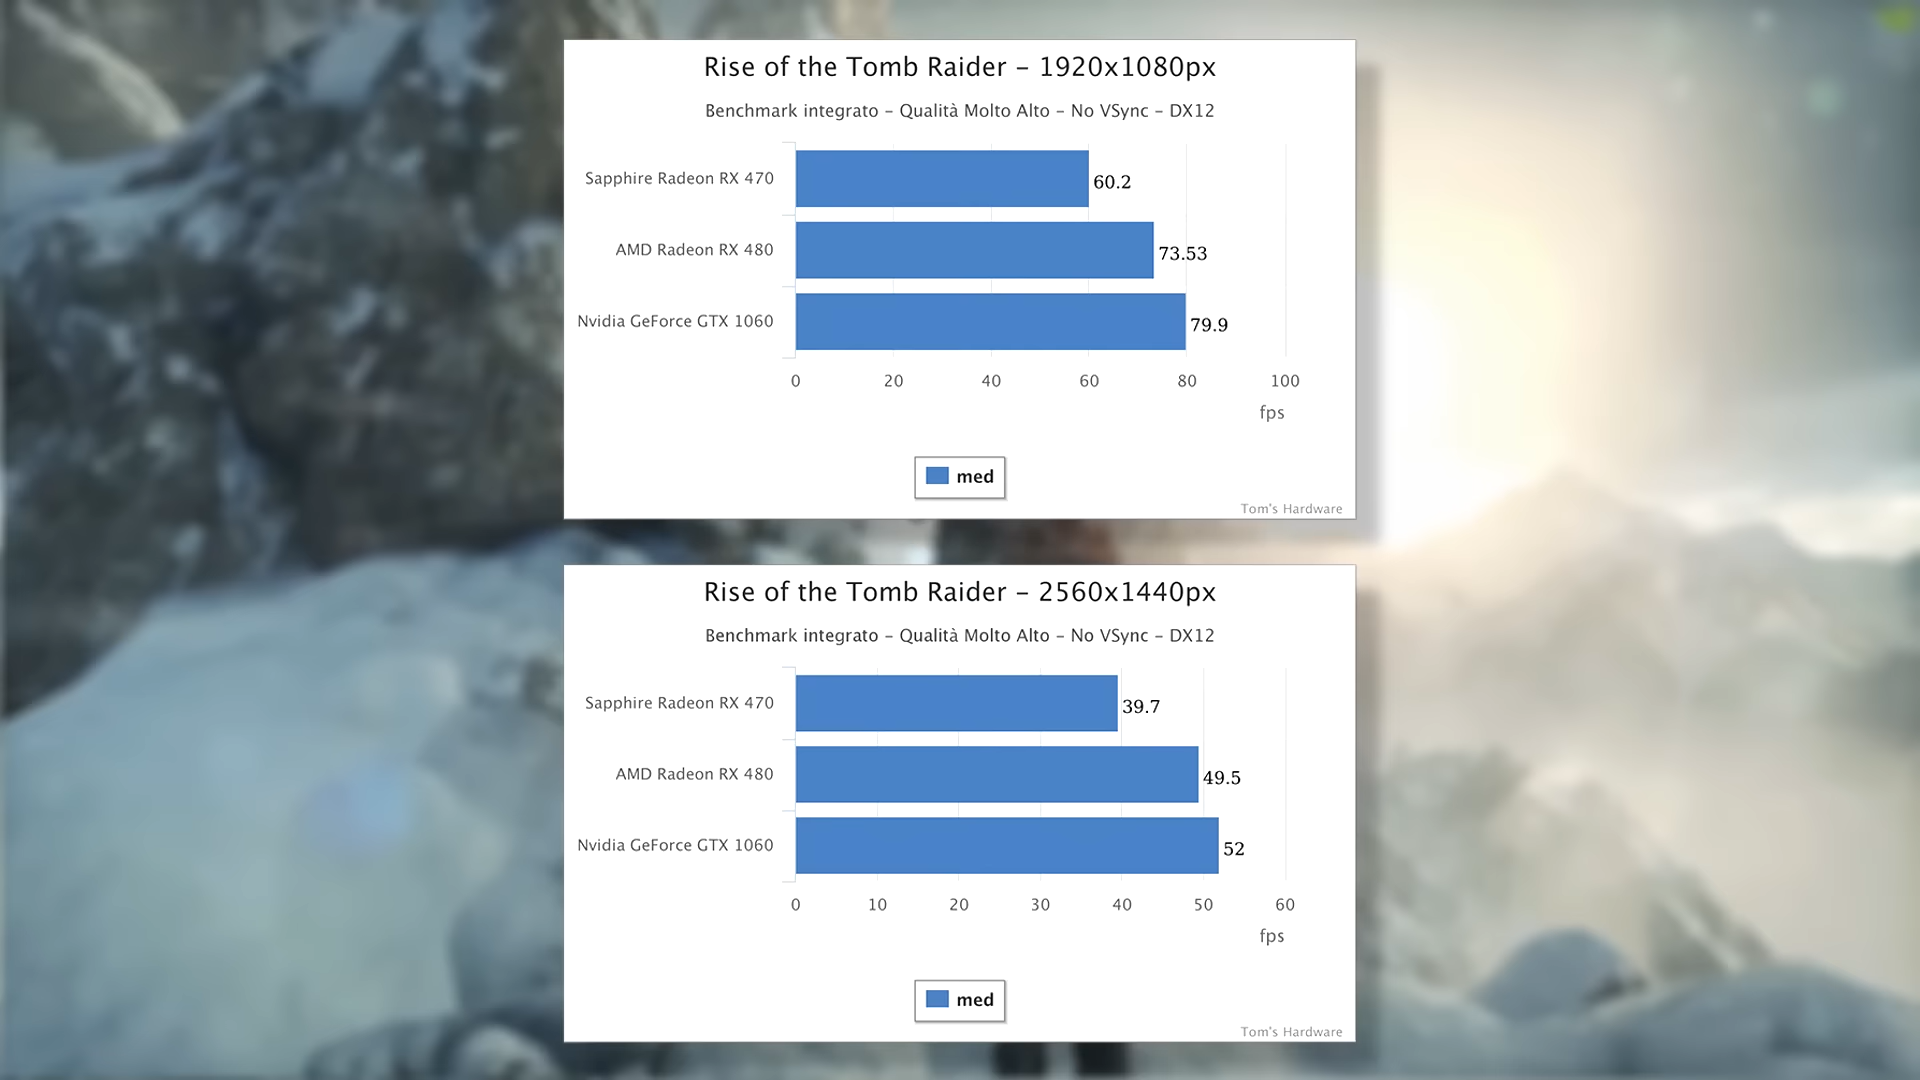 Rise of the Tomb Raider – 1920x1080px
Benchmark integrato – Qualità Molto Alto – No VSync – DX12
Sapphire Radeon RX 470
60.2
AMD Radeon RX 480
73.53
Nvidia GeForce GTX 1060
79.9
0 20 40 60 80 100
fps
med
Tom's Hardware
Rise of the Tomb Raider – 2560x1440px
Benchmark integrato – Qualità Molto Alto – No VSync – DX12
Sapphire Radeon RX 470
39.7
AMD Radeon RX 480
49.5
Nvidia GeForce GTX 1060
52
0 10 20 30 40 50 60
fps
med
Tom's Hardware